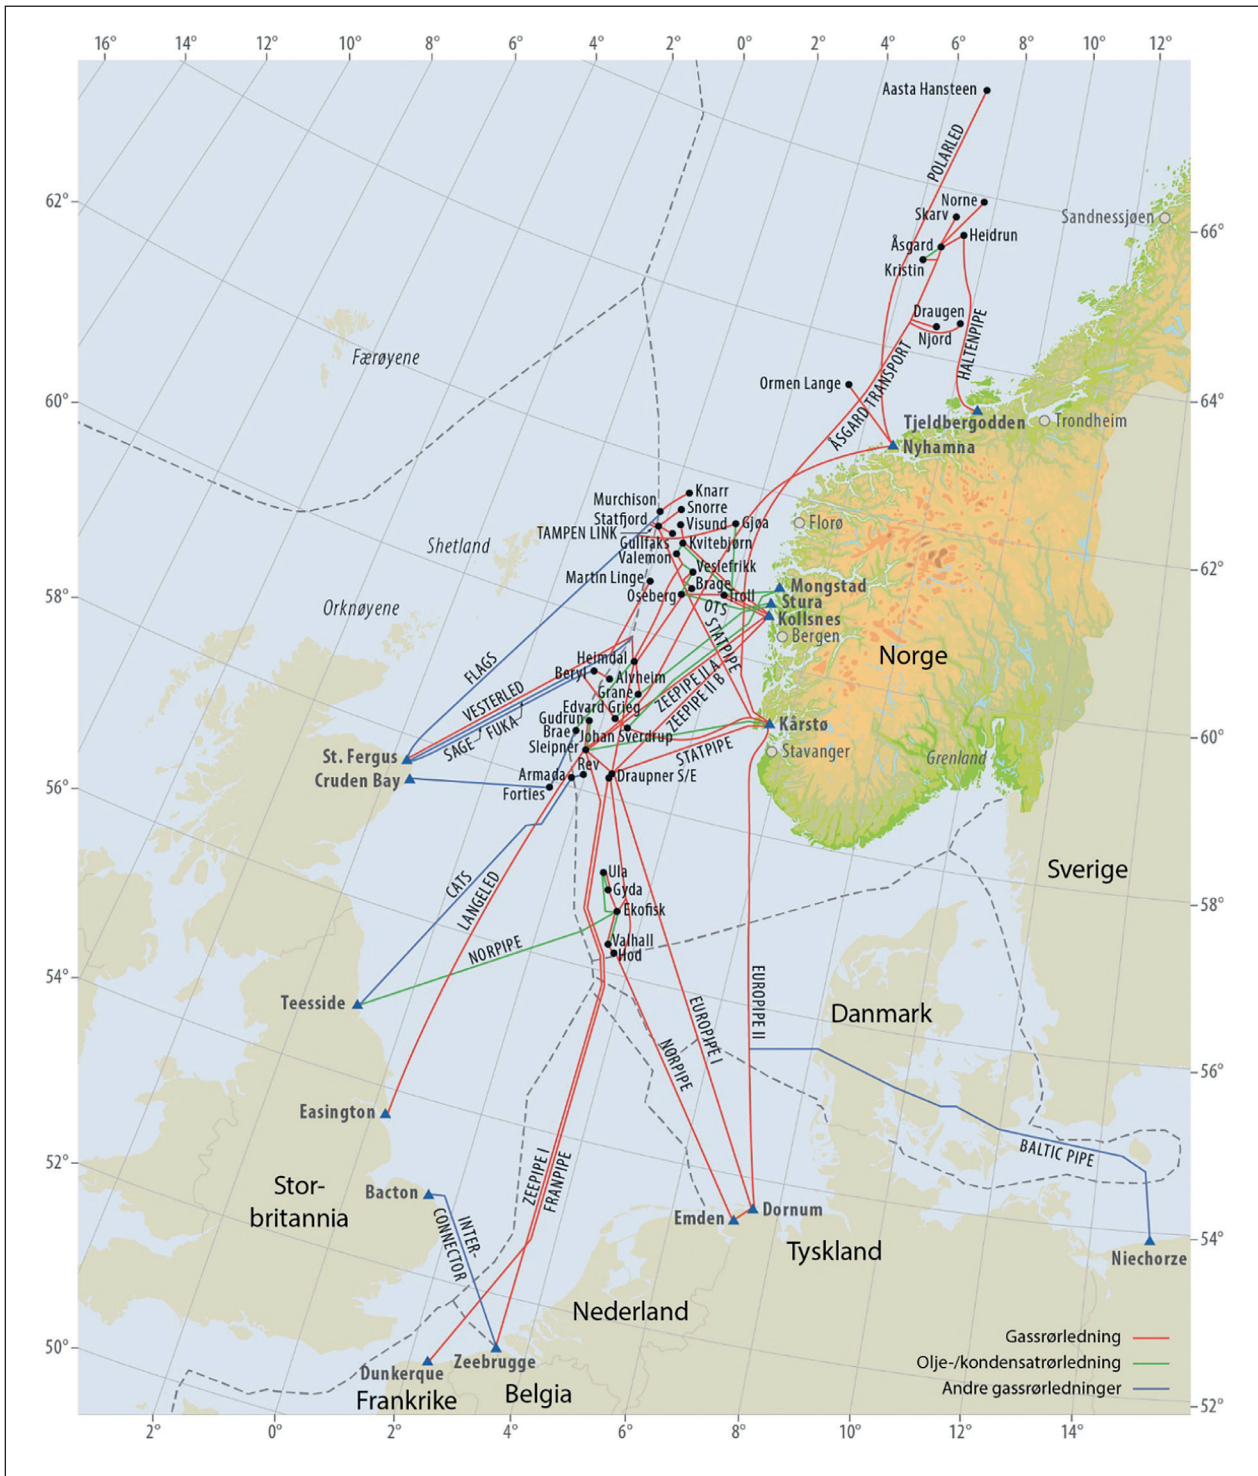 16°
14°
12°
10°
8°
6°
4°
2°
0°
2°
4°
6°
8°
10°
12°
Aasta Hansteen
POLARLED
62°
Norne
Skarv
Sandnessjøen
66°
Åsgard
Heidrun
Kristin
Draugen
Njord
HALTENPIPE
Færøyene
Ormen Lange
ÅSGARD TRANSPORT
60°
64°
Tjeldbergodden
Trondheim
Nyhamna
Knarr
Murchison
Snorre
Statfjord
Visund
Gjøa
Florø
TAMPEN LINK
Gullfaks
Kvitebjørn
Shetland
Valemon
Veslefrikk
62°
Martin Linge
Brage
Mongstad
58°
Oseberg
Troll
Stura
Orknøyene
OTS
Kollsnes
Bergen
STATPIPE
Norge
Heimdal
FLAGS
Beryl
Alvheim
ZEEPIPE II A
VESTERLED
Grane
ZEEPIPE II B
Edvard Grieg
SAGE
FUKA
Gudrun
Kårstø
Brae
Johan Sverdrup
60°
Sleipner
STATPIPE
Stavanger
St. Fergus
Rev
Grenland
Cruden Bay
Armada
Draupner S/E
56°
Forties
Ula
CATS
Gyda
Sverige
LANGELED
Ekofisk
58°
NORPIPE
Valhall
Hod
54°
Teesside
EUROPIPE II
Danmark
EUROPIPE I
NORPIPE
56°
Easington
BALTIC PIPE
52°
ZEEPIPE I
FRANPIPE
Stor-
britannia
Bacton
INTER-
CONNECTOR
Emden
Dornum
54°
Tyskland
Niechorze
Nederland
50°
Gassrørledning
Olje-/kondensatrørledning
Andre gassrørledninger
Zeebrugge
Dunkerque
Frankrike
Belgia
52°
2°
0°
2°
4°
6°
8°
10°
12°
14°